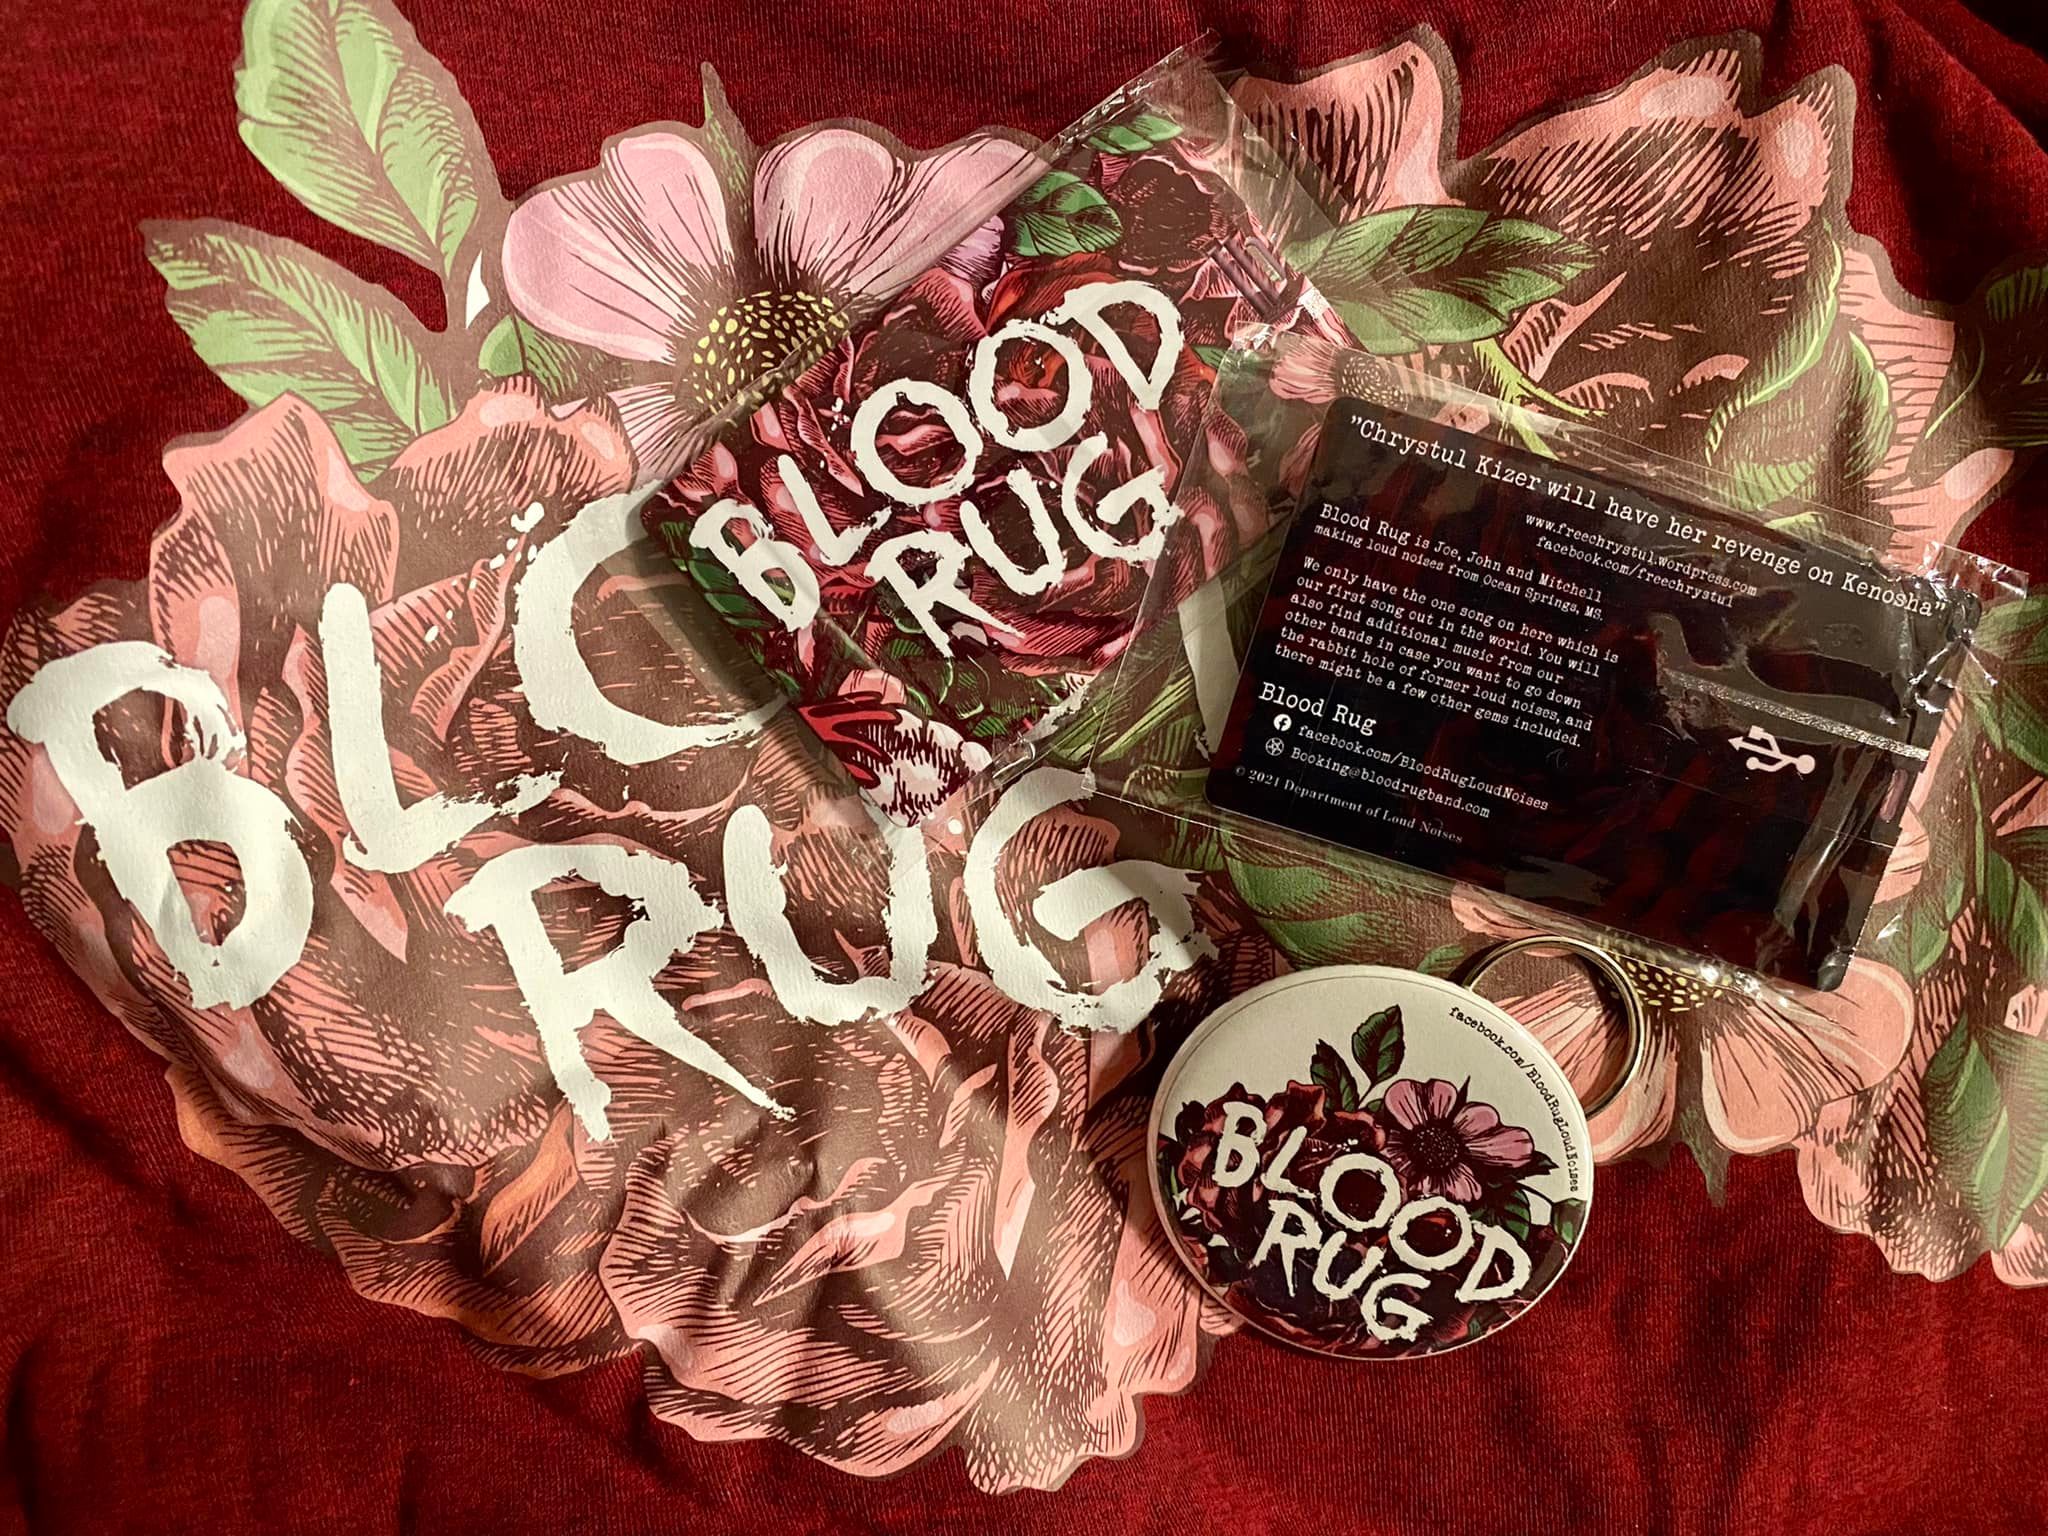 BLOOD
RUG
BLO
RUG
"Chrystul Kizer will have her revenge on Kenosha"
www.freechrystul.wordpress.com
facebook.com/freechrystul
Blood Rug is Joe, John and Mitchell
making loud noises from Ocean Springs, MS.
We only have the one song on here which is
our first song out in the world. You will
also find additional music from our
other bands in case you want to go down
the rabbit hole of former loud noises, and
there might be a few other gems included.
Blood Rug
facebook.com/BloodRugLoudNoises
Booking@bloodrugband.com
© 2021 Department of Loud Noises
facebook.com/BloodRugLoudNoises
BLOOD
RUG